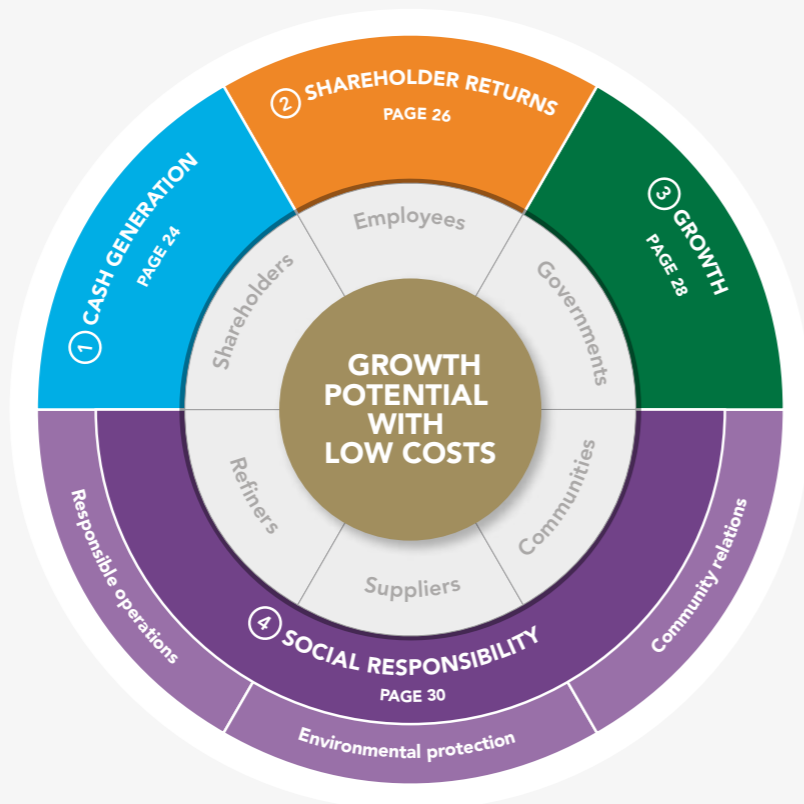 1 CASH GENERATION
PAGE 24
2 SHAREHOLDER RETURNS
PAGE 26
3 GROWTH
PAGE 28
Shareholders
Employees
Governments
GROWTH
POTENTIAL
WITH
LOW COSTS
Refiners
Suppliers
Communities
4 SOCIAL RESPONSIBILITY
PAGE 30
Responsible operations
Environmental protection
Community relations